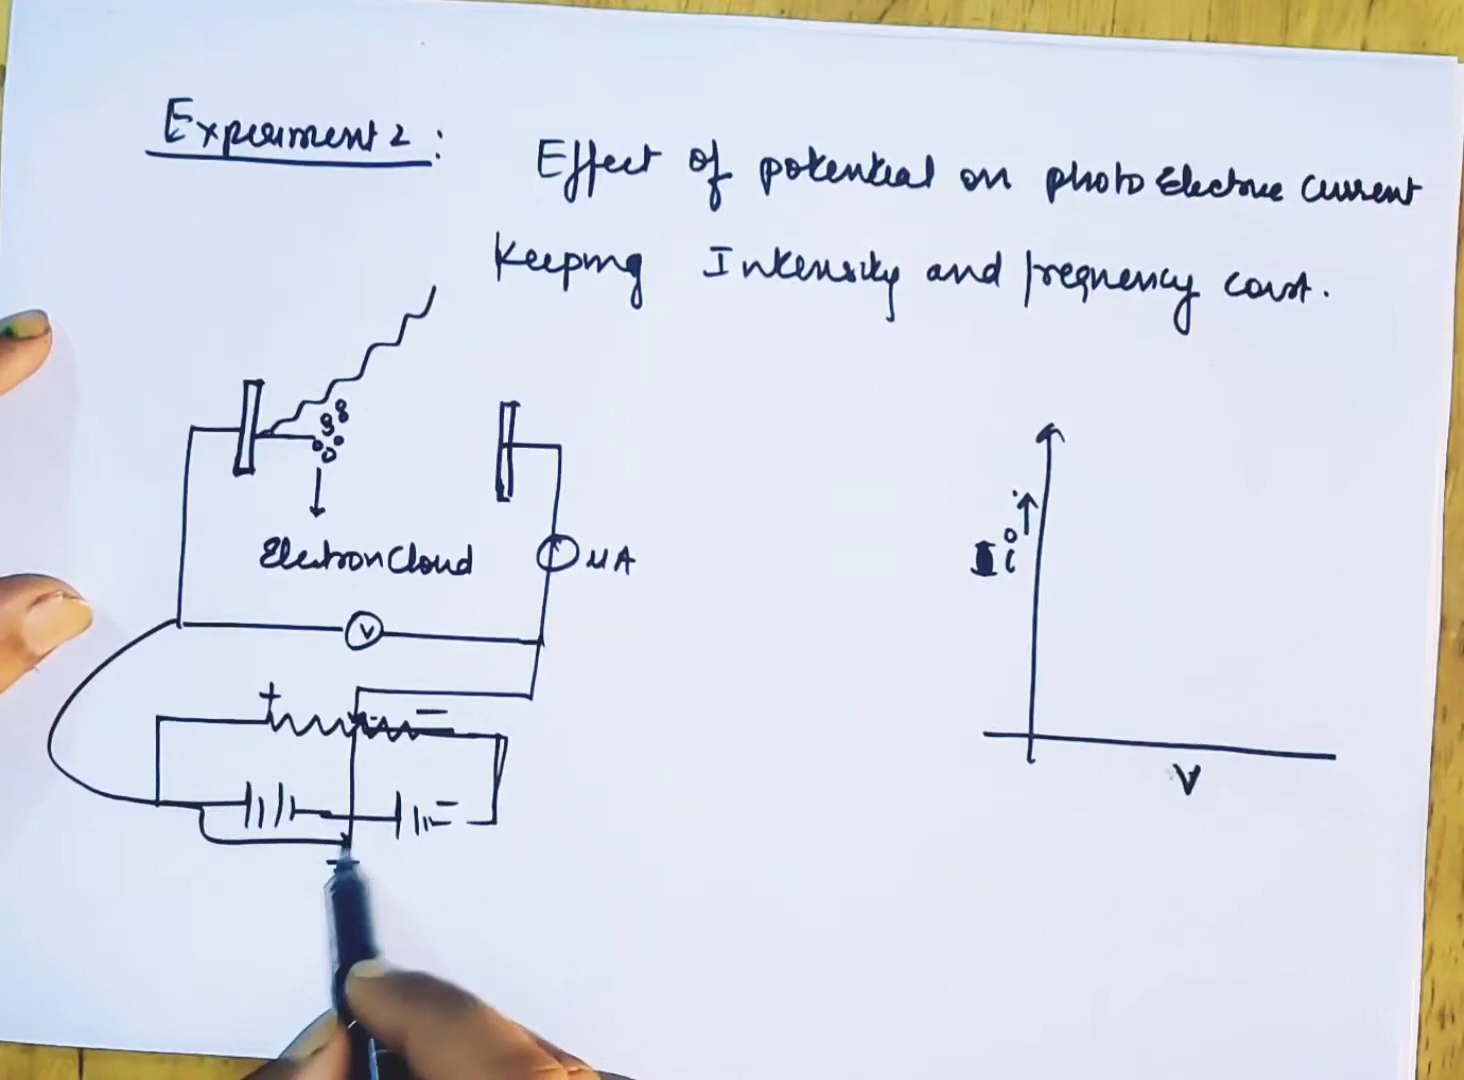 Experiment 2 :
Effect of potential on photo Electric current
Keeping Intensity and frequency const.
Electron Cloud
μA
V
+
−
−
i
V